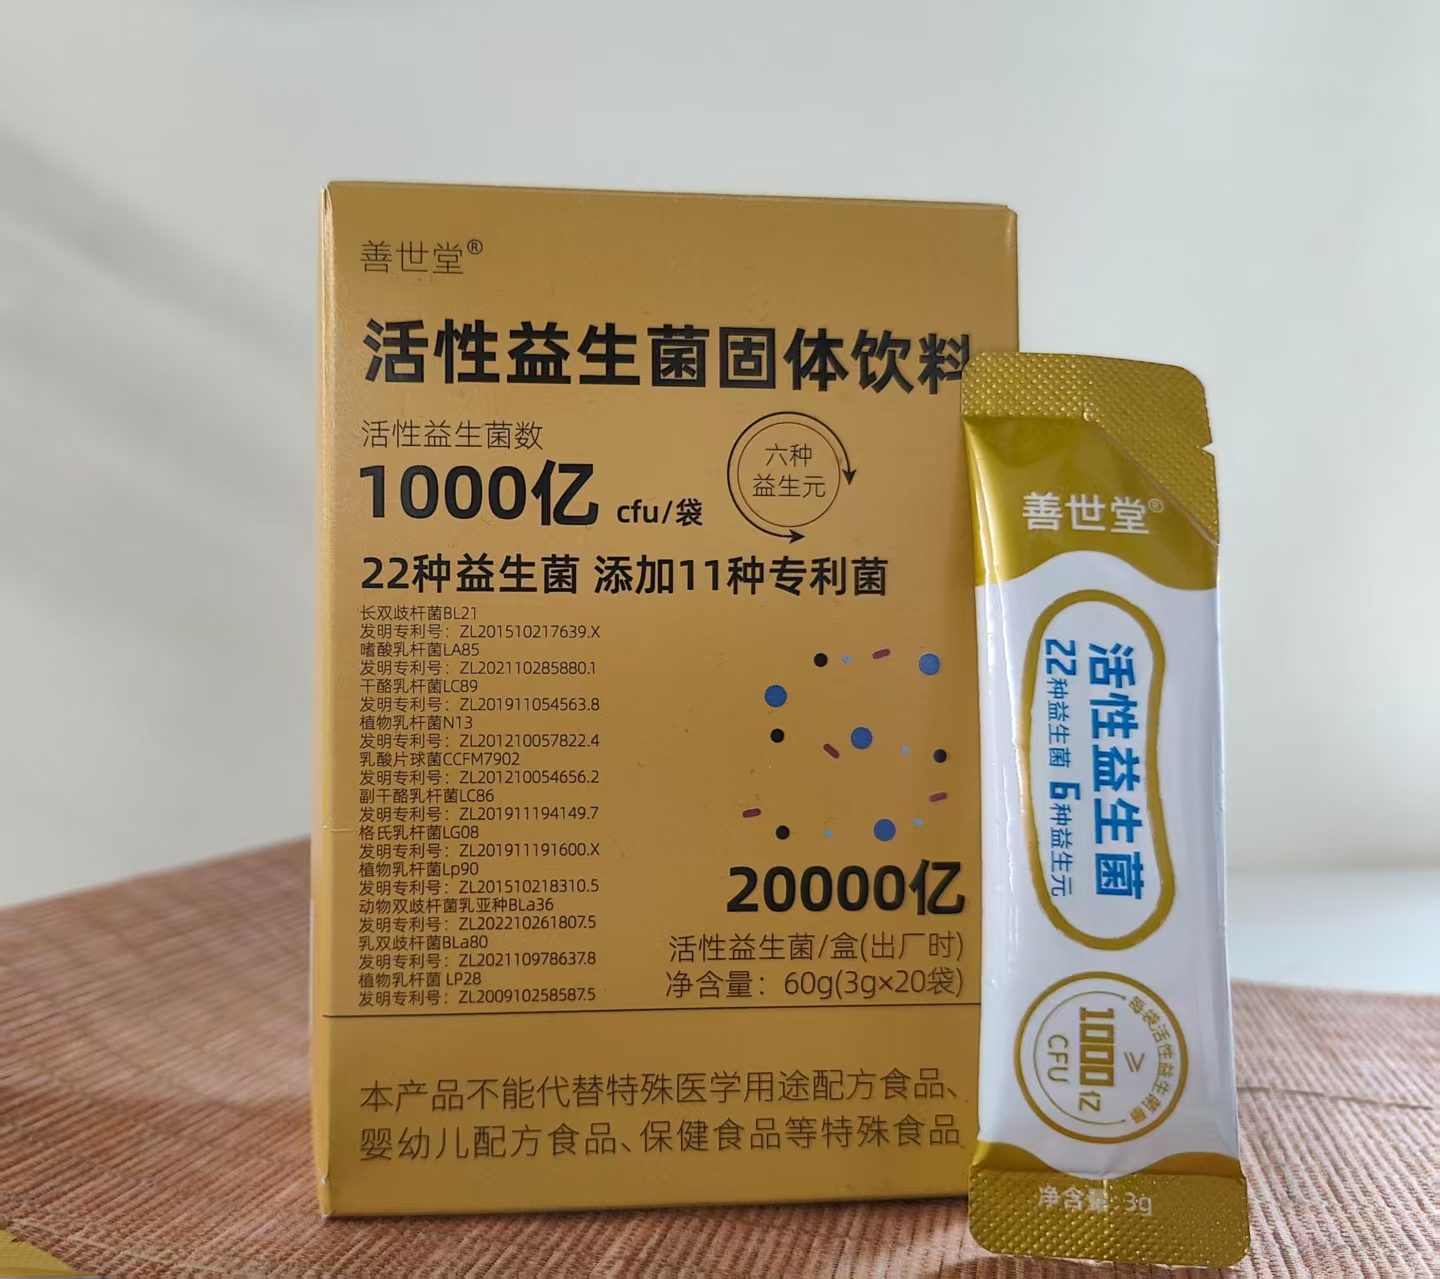 善世堂®
活性益生菌固体饮料
活性益生菌数
1000亿 cfu/袋
六种
益生元
22种益生菌 添加11种专利菌
长双歧杆菌BL21
发明专利号：ZL201510217639.X
嗜酸乳杆菌LA85
发明专利号：ZL202110285880.1
干酪乳杆菌LC89
发明专利号：ZL201911054563.8
植物乳杆菌N13
发明专利号：ZL201210057822.4
乳酸片球菌CCFM7902
发明专利号：ZL201210054656.2
副干酪乳杆菌LC86
发明专利号：ZL201911194149.7
格氏乳杆菌LG08
发明专利号：ZL201911191600.X
植物乳杆菌Lp90
发明专利号：ZL201510218310.5
动物双歧杆菌乳亚种BLa36
发明专利号：ZL202210261807.5
乳双歧杆菌BLa80
发明专利号：ZL202110978637.8
植物乳杆菌 LP28
发明专利号：ZL200910258587.5
20000亿
活性益生菌/盒(出厂时)
净含量：60g(3g×20袋)
本产品不能代替特殊医学用途配方食品、
婴幼儿配方食品、保健食品等特殊食品
善世堂®
活性益生菌
22种益生菌 6种益生元
每袋活性益生菌数
≥
1000亿
CFU
净含量:3g